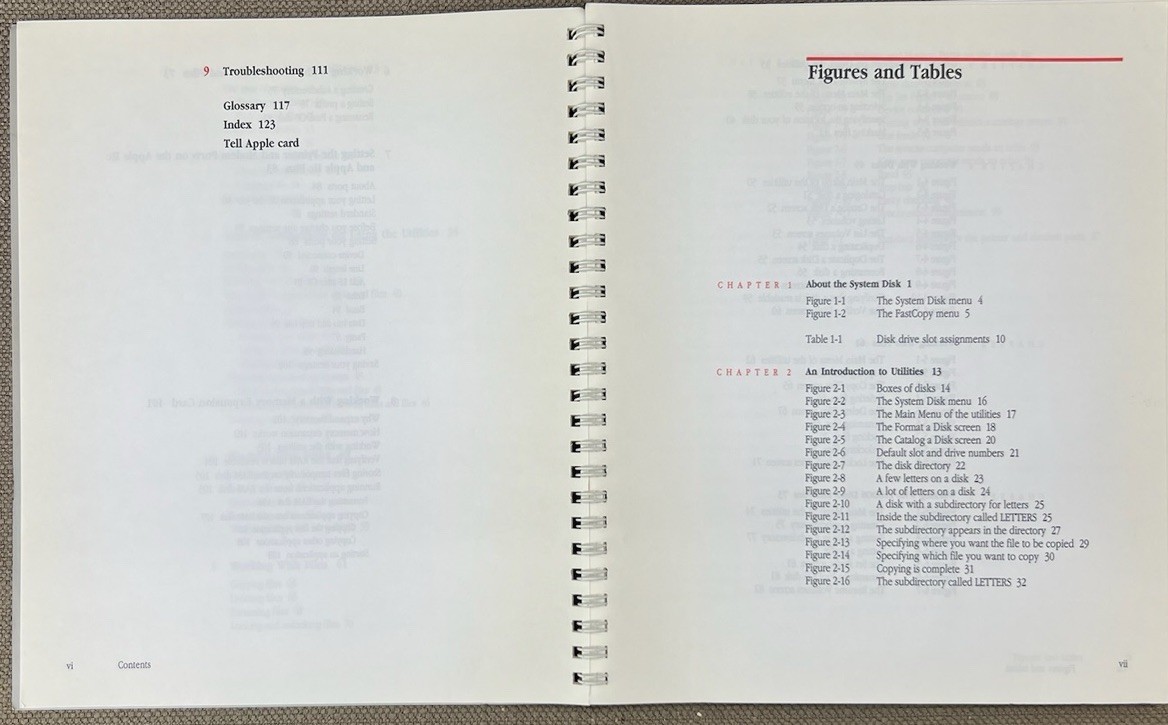 9 Troubleshooting 111
Glossary 117
Index 123
Tell Apple card
vi Contents
Figures and Tables
CHAPTER 1 About the System Disk 1
Figure 1-1 The System Disk menu 4
Figure 1-2 The FastCopy menu 5
Table 1-1 Disk drive slot assignments 10
CHAPTER 2 An Introduction to Utilities 13
Figure 2-1 Boxes of disks 14
Figure 2-2 The System Disk menu 16
Figure 2-3 The Main Menu of the utilities 17
Figure 2-4 The Format a Disk screen 18
Figure 2-5 The Catalog a Disk screen 20
Figure 2-6 Default slot and drive numbers 21
Figure 2-7 The disk directory 22
Figure 2-8 A few letters on a disk 23
Figure 2-9 A lot of letters on a disk 24
Figure 2-10 A disk with a subdirectory for letters 25
Figure 2-11 Inside the subdirectory called LETTERS 25
Figure 2-12 The subdirectory appears in the directory 27
Figure 2-13 Specifying where you want the file to be copied 29
Figure 2-14 Specifying which file you want to copy 30
Figure 2-15 Copying is complete 31
Figure 2-16 The subdirectory called LETTERS 32
vii